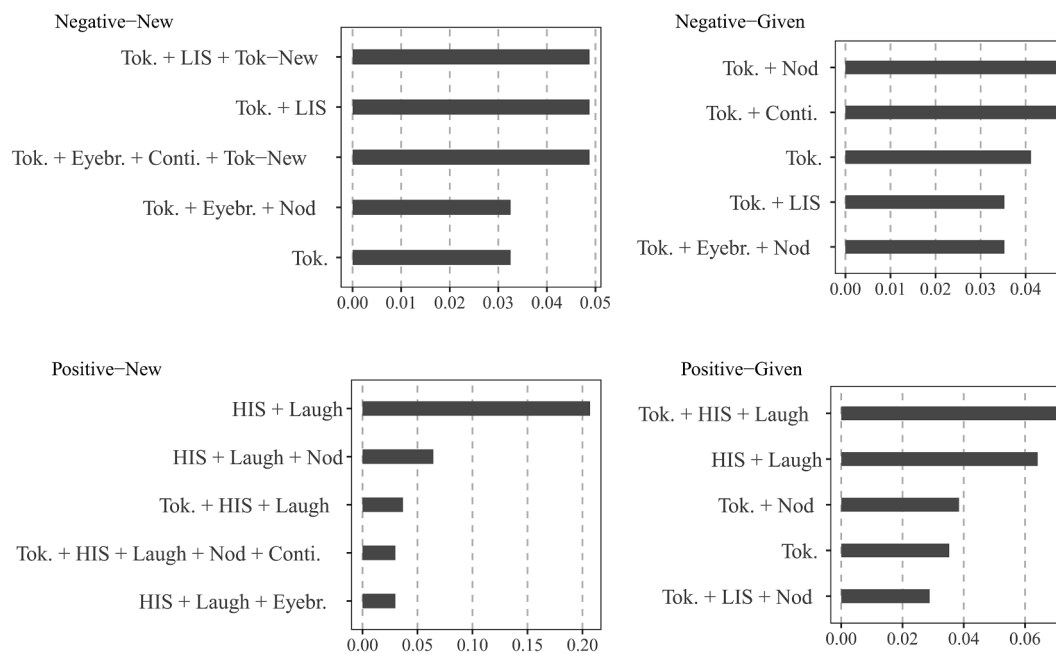 Negative−New
Tok. + LIS + Tok−New
Tok. + LIS
Tok. + Eyebr. + Conti. + Tok−New
Tok. + Eyebr. + Nod
Tok.
0.00 0.01 0.02 0.03 0.04 0.05
Negative−Given
Tok. + Nod
Tok. + Conti.
Tok.
Tok. + LIS
Tok. + Eyebr. + Nod
0.00 0.01 0.02 0.03 0.04
Positive−New
HIS + Laugh
HIS + Laugh + Nod
Tok. + HIS + Laugh
Tok. + HIS + Laugh + Nod + Conti.
HIS + Laugh + Eyebr.
0.00 0.05 0.10 0.15 0.20
Positive−Given
Tok. + HIS + Laugh
HIS + Laugh
Tok. + Nod
Tok.
Tok. + LIS + Nod
0.00 0.02 0.04 0.06